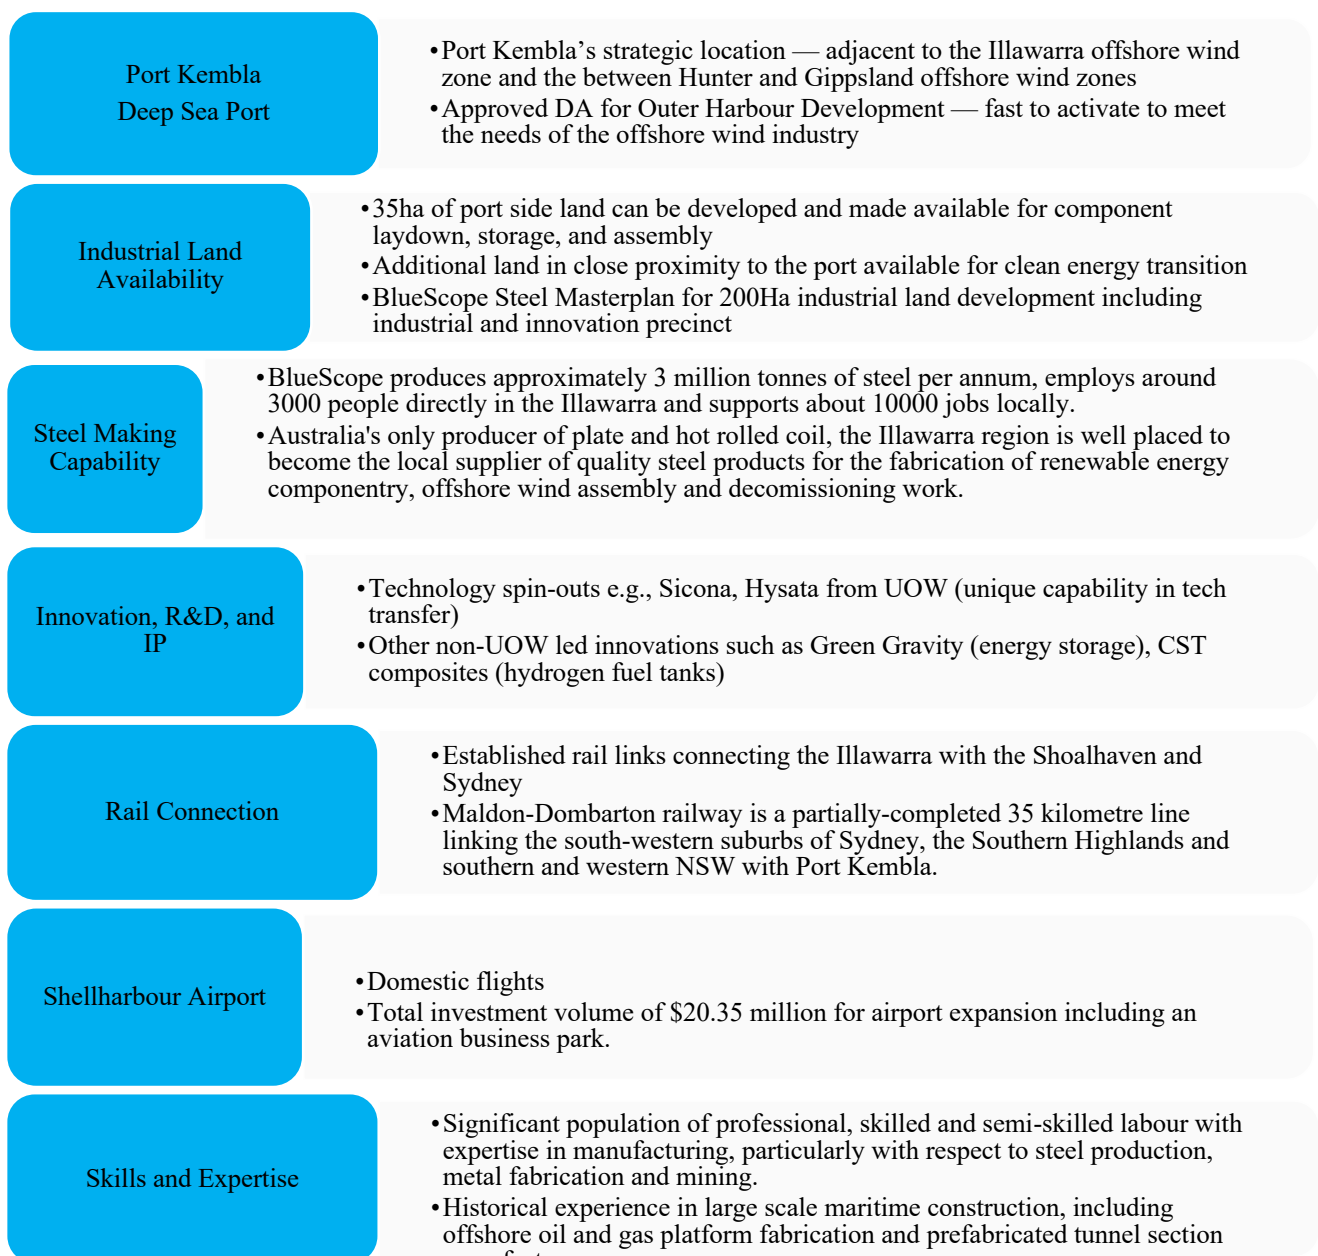 Port Kembla
Deep Sea Port
•Port Kembla’s strategic location — adjacent to the Illawarra offshore wind
zone and the between Hunter and Gippsland offshore wind zones
•Approved DA for Outer Harbour Development — fast to activate to meet
the needs of the offshore wind industry
Industrial Land
Availability
•35ha of port side land can be developed and made available for component
laydown, storage, and assembly
•Additional land in close proximity to the port available for clean energy transition
•BlueScope Steel Masterplan for 200Ha industrial land development including
industrial and innovation precinct
Steel Making
Capability
•BlueScope produces approximately 3 million tonnes of steel per annum, employs around
3000 people directly in the Illawarra and supports about 10000 jobs locally.
•Australia's only producer of plate and hot rolled coil, the Illawarra region is well placed to
become the local supplier of quality steel products for the fabrication of renewable energy
componentry, offshore wind assembly and decomissioning work.
Innovation, R&D, and
IP
•Technology spin-outs e.g., Sicona, Hysata from UOW (unique capability in tech
transfer)
•Other non-UOW led innovations such as Green Gravity (energy storage), CST
composites (hydrogen fuel tanks)
Rail Connection
•Established rail links connecting the Illawarra with the Shoalhaven and
Sydney
•Maldon-Dombarton railway is a partially-completed 35 kilometre line
linking the south-western suburbs of Sydney, the Southern Highlands and
southern and western NSW with Port Kembla.
Shellharbour Airport
•Domestic flights
•Total investment volume of $20.35 million for airport expansion including an
aviation business park.
Skills and Expertise
•Significant population of professional, skilled and semi-skilled labour with
expertise in manufacturing, particularly with respect to steel production,
metal fabrication and mining.
•Historical experience in large scale maritime construction, including
offshore oil and gas platform fabrication and prefabricated tunnel section